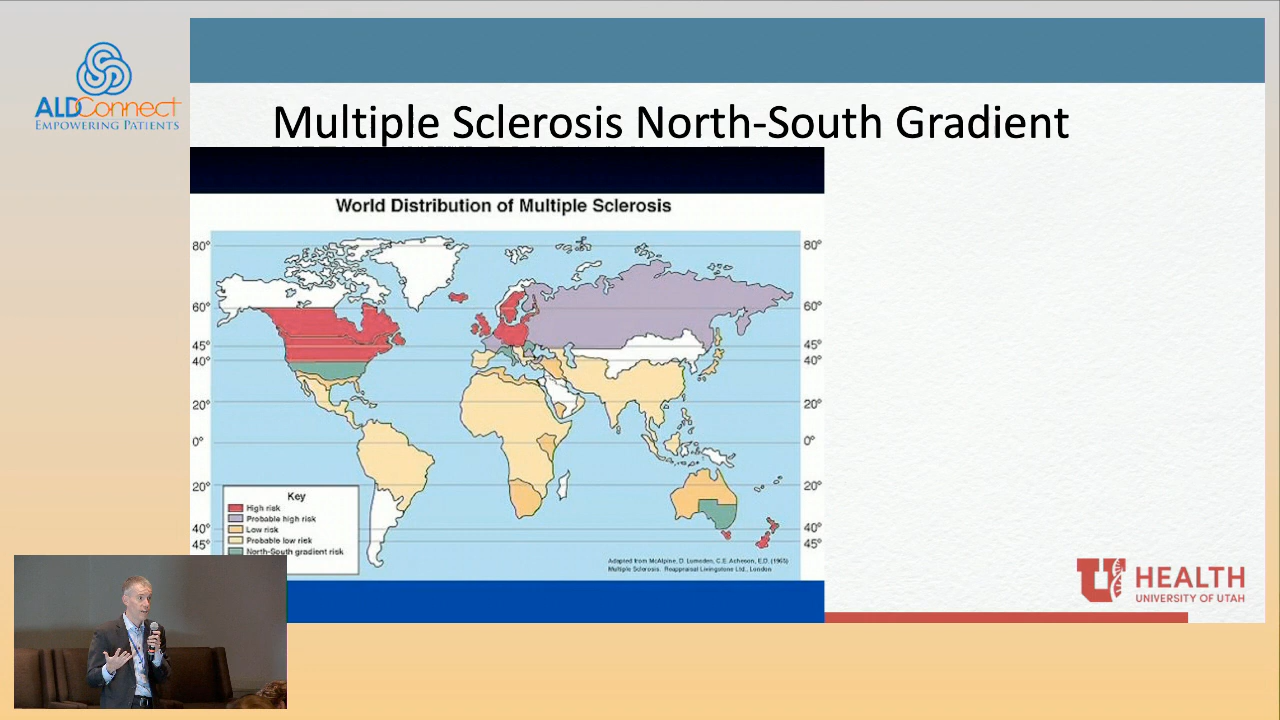 ALDConnect
EMPOWERING PATIENTS
Multiple Sclerosis North-South Gradient
World Distribution of Multiple Sclerosis
80° 80°
60° 60°
45° 45°
40° 40°
20° 20°
0° 0°
20° 20°
40° 40°
45° 45°
Key
High risk
Probable high risk
Low risk
Probable low risk
North-South gradient risk
Adapted from McAlpine, D. Lumsden, C.E. Acheson, E.D. (1965)
Multiple Sclerosis. Reappraisal Livingstone Ltd., London
U HEALTH
UNIVERSITY OF UTAH